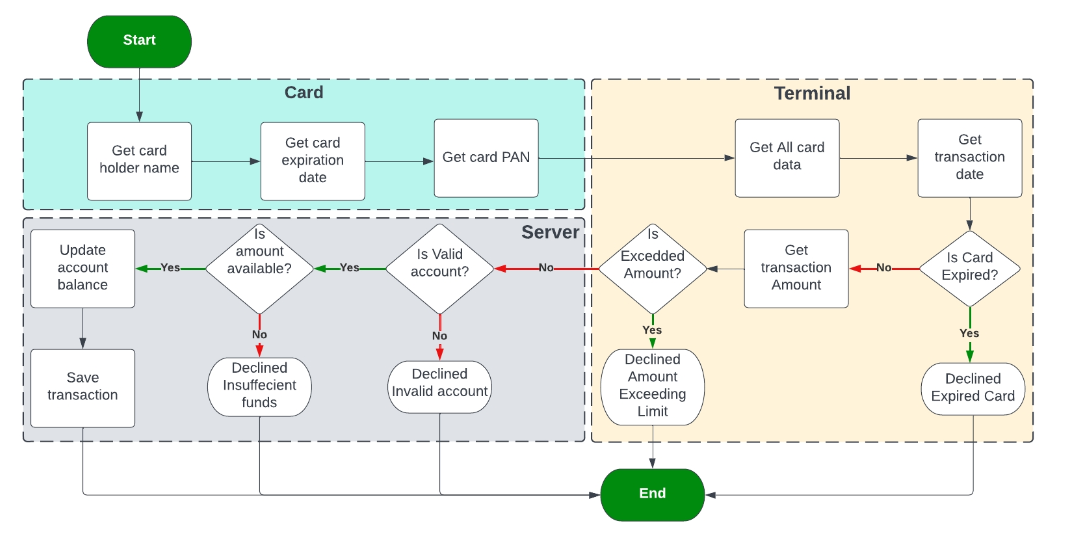 Start
Card
Get card
holder name
Get card
expiration
date
Get card PAN
Terminal
Get All card
data
Get
transaction
date
Is Card
Expired?
No
Yes
Get
transaction
Amount
Declined
Expired Card
Is
Excedded
Amount?
No
Yes
Declined
Amount
Exceeding
Limit
Server
Is Valid
account?
Yes
No
Declined
Invalid account
Is
amount
available?
Yes
No
Declined
Insuffecient
funds
Update
account
balance
Save
transaction
End